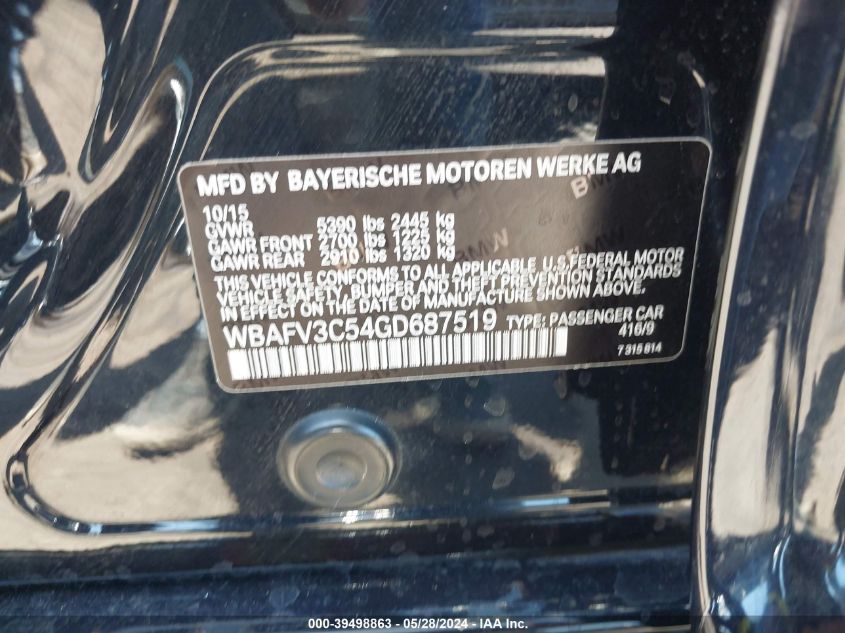 MFD BY BAYERISCHE MOTOREN WERKE AG
10/15
GVWR 5390 lbs 2445 kg
GAWR FRONT 2700 lbs 1225 kg
GAWR REAR 2910 lbs 1320 kg
THIS VEHICLE CONFORMS TO ALL APPLICABLE U.S. FEDERAL MOTOR
VEHICLE SAFETY, BUMPER AND THEFT PREVENTION STANDARDS
IN EFFECT ON THE DATE OF MANUFACTURE SHOWN ABOVE.
WBAFV3C54GD687519 TYPE: PASSENGER CAR
416/9
7 315 814
000-39498863 - 05/28/2024 - IAA Inc.